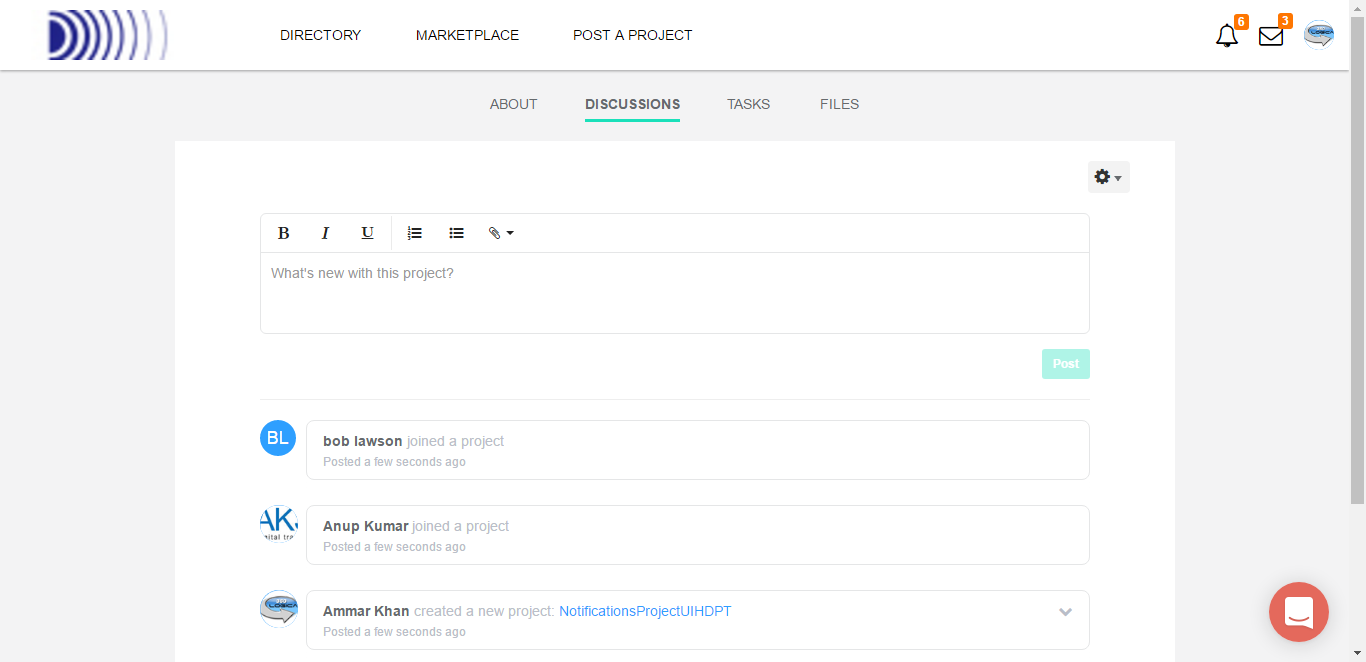 DIRECTORY MARKETPLACE POST A PROJECT 6 3
ABOUT DISCUSSIONS TASKS FILES
B I U
What's new with this project?
Post
BL
bob lawson joined a project
Posted a few seconds ago
AK
Anup Kumar joined a project
Posted a few seconds ago
Ammar Khan created a new project: NotificationsProjectUIHDPT
Posted a few seconds ago